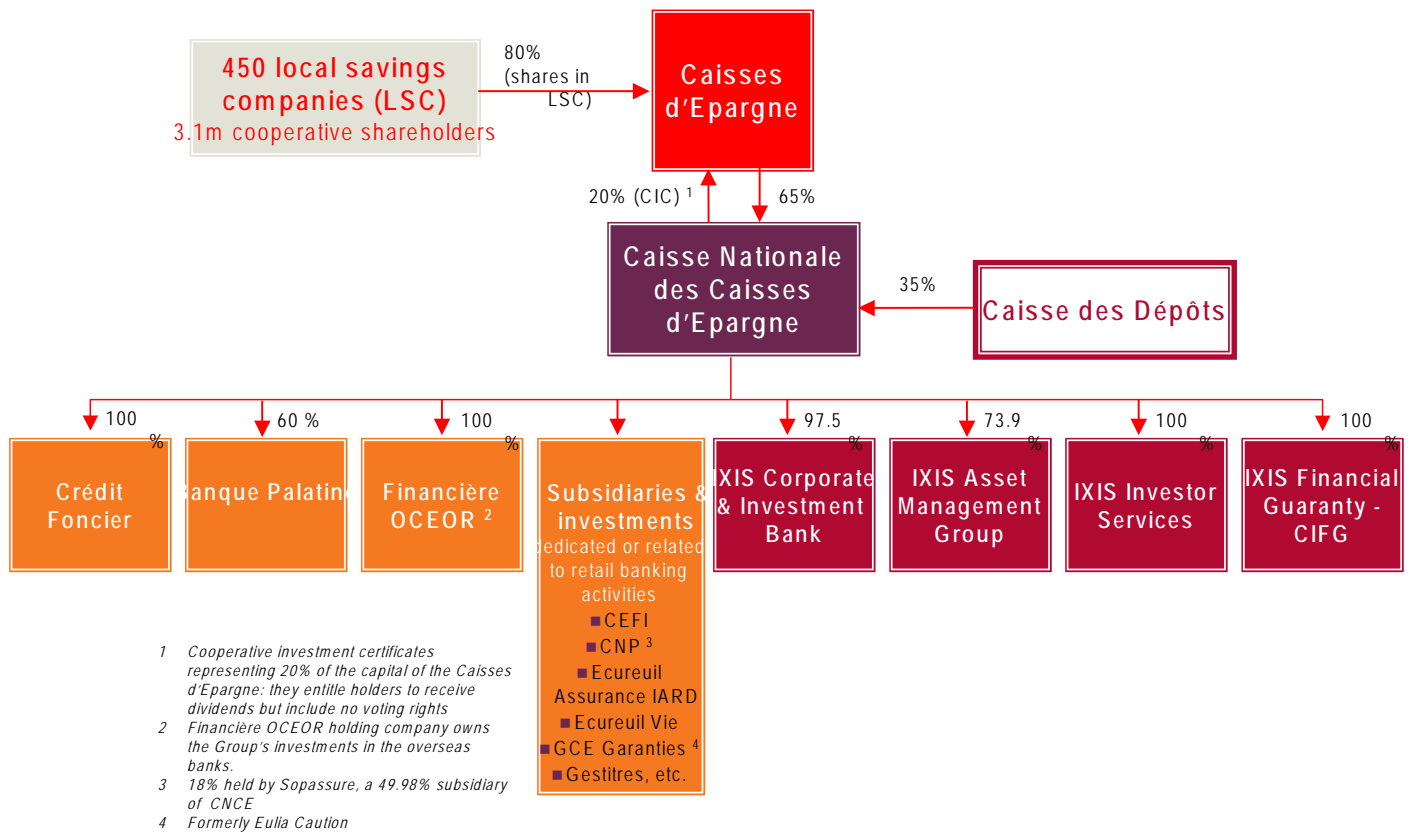 450 local savings
companies (LSC)
3.1m cooperative shareholders
80%
(shares in
LSC)
Caisses
d'Epargne
20% (CIC) 1
65%
Caisse Nationale
des Caisses
d'Epargne
35%
Caisse des Dépôts
100
%
60 %
100
%
97.5
%
73.9
%
100
%
100
%
Crédit
Foncier
Banque Palatine
Financière
OCEOR 2
Subsidiaries &
investments
dedicated or related
to retail banking
activities
■ CEFI
■ CNP 3
■ Ecureuil
Assurance IARD
■ Ecureuil Vie
■ GCE Garanties 4
■ Gestitres, etc.
IXIS Corporate
& Investment
Bank
IXIS Asset
Management
Group
IXIS Investor
Services
IXIS Financial
Guaranty -
CIFG
1 Cooperative investment certificates
representing 20% of the capital of the Caisses
d'Epargne: they entitle holders to receive
dividends but include no voting rights
2 Financière OCEOR holding company owns
the Group's investments in the overseas
banks.
3 18% held by Sopassure, a 49.98% subsidiary
of CNCE
4 Formerly Eulia Caution